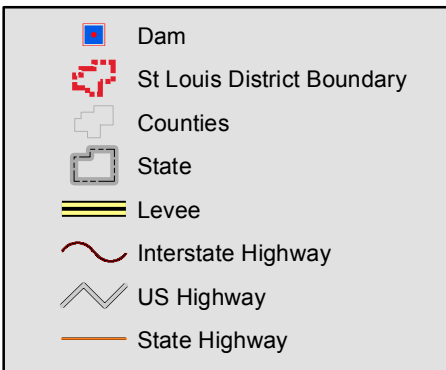 Dam
St Louis District Boundary
Counties
State
Levee
Interstate Highway
US Highway
State Highway